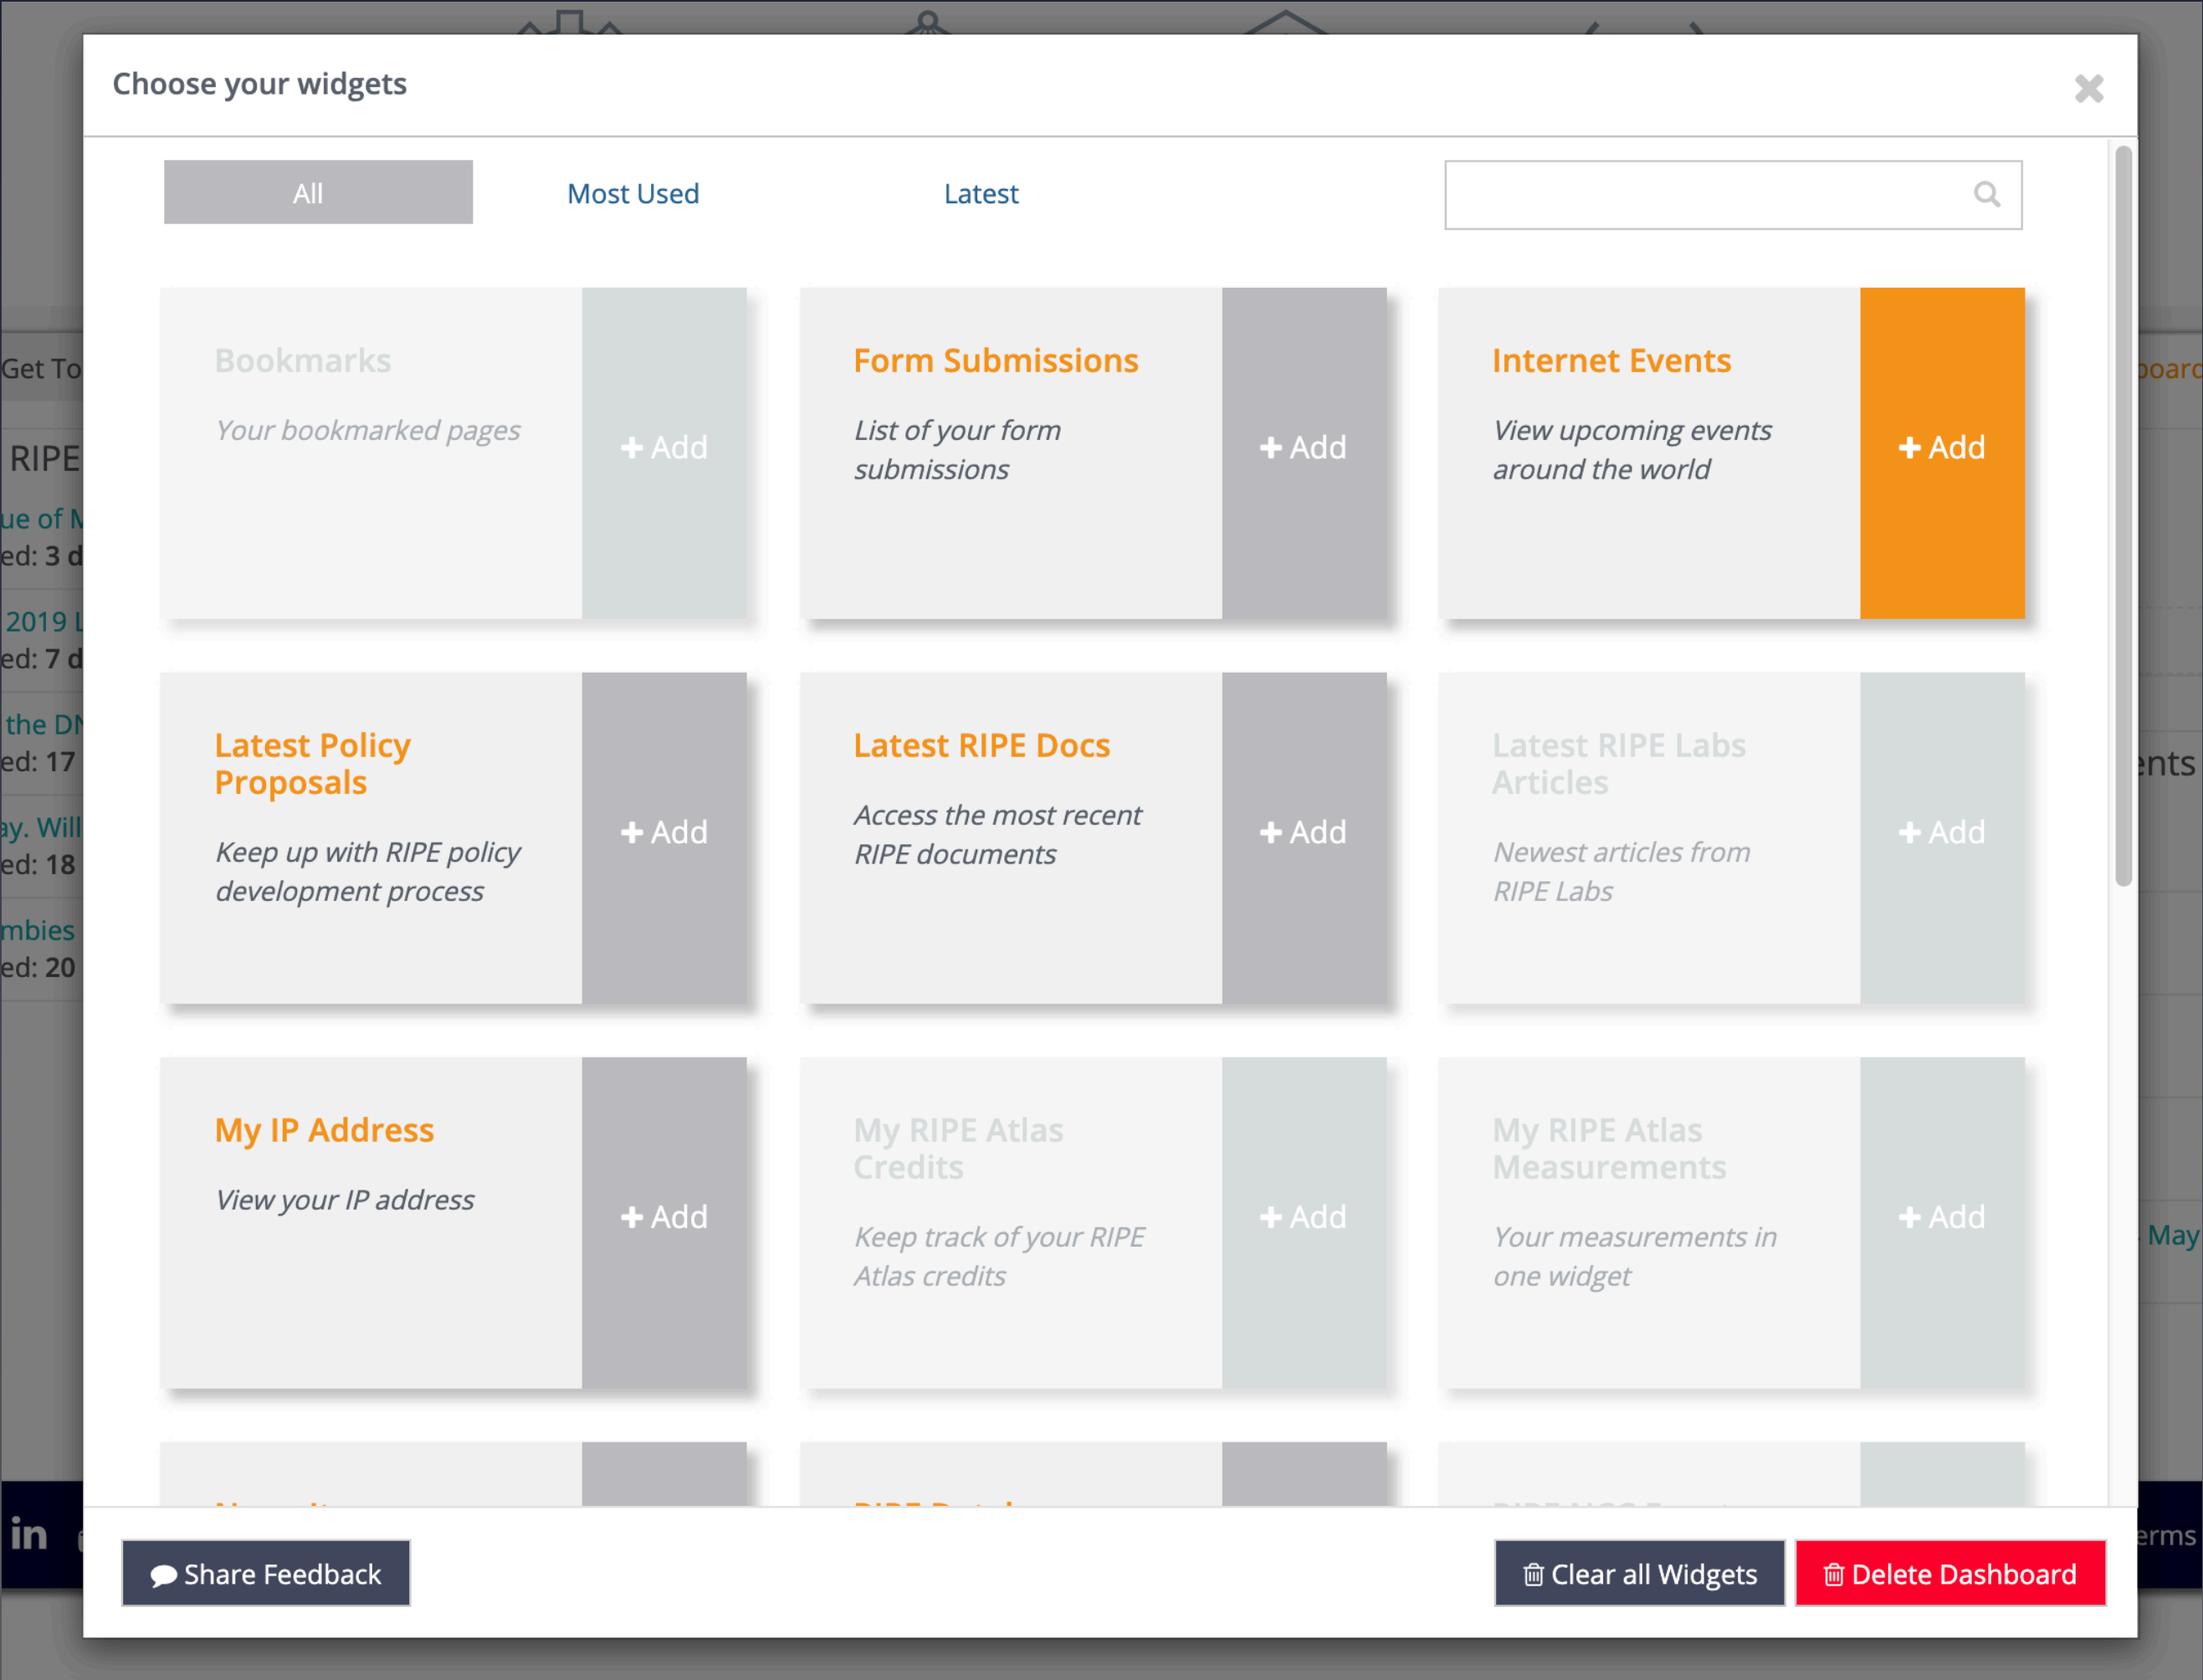 Choose your widgets
All
Most Used
Latest
Bookmarks
Your bookmarked pages
Add
Form Submissions
List of your form
submissions
Add
Internet Events
View upcoming events
around the world
Add
Latest Policy
Proposals
Keep up with RIPE policy
development process
Add
Latest RIPE Docs
Access the most recent
RIPE documents
Add
Latest RIPE Labs
Articles
Newest articles from
RIPE Labs
Add
My IP Address
View your IP address
Add
My RIPE Atlas
Credits
Keep track of your RIPE
Atlas credits
Add
My RIPE Atlas
Measurements
Your measurements in
one widget
Add
Share Feedback
Clear all Widgets
Delete Dashboard
Get To
RIPE
ue of
ed: 3 d
2019 L
ed: 7 d
the DN
ed: 17
ay. Will
ed: 18
mbies
ed: 20
in
board
ents
May
erms